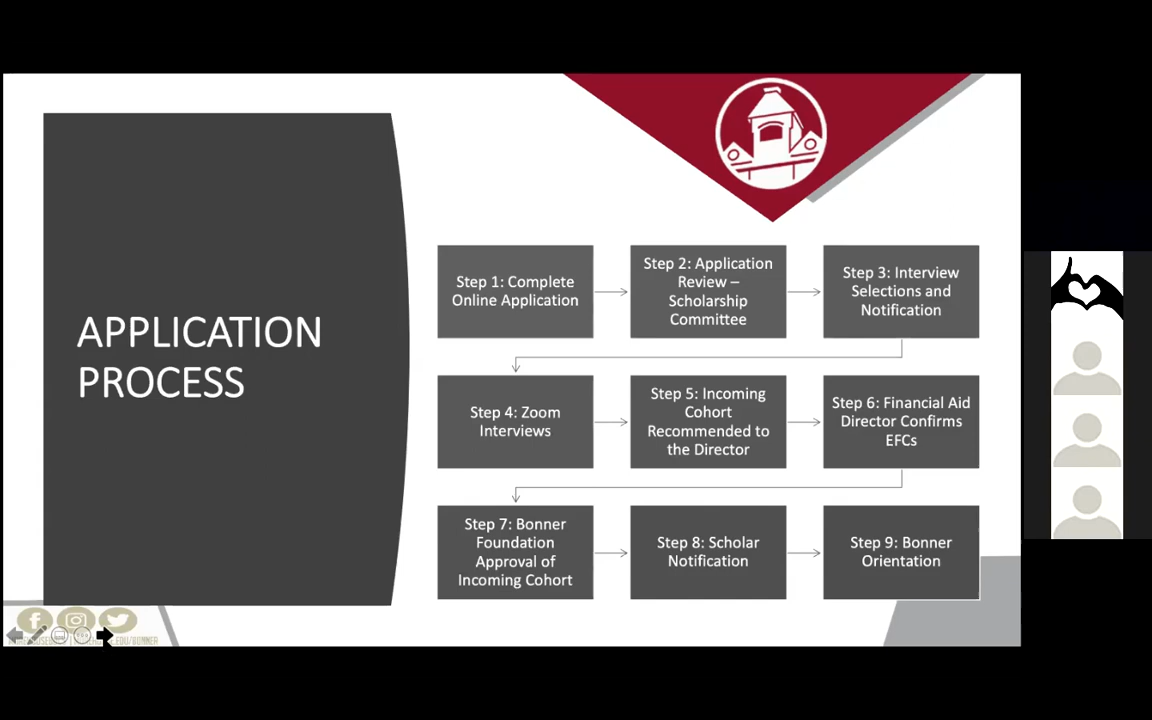 APPLICATION
PROCESS
Step 1: Complete
Online Application
Step 2: Application
Review –
Scholarship
Committee
Step 3: Interview
Selections and
Notification
Step 4: Zoom
Interviews
Step 5: Incoming
Cohort
Recommended to
the Director
Step 6: Financial Aid
Director Confirms
EFCs
Step 7: Bonner
Foundation
Approval of
Incoming Cohort
Step 8: Scholar
Notification
Step 9: Bonner
Orientation